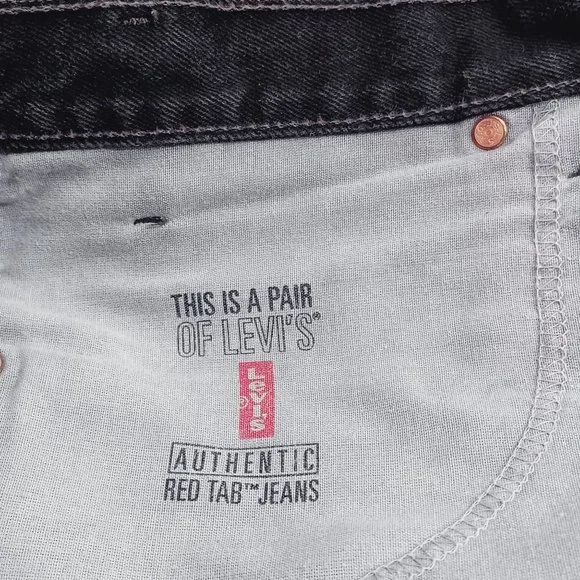 THIS IS A PAIR
OF LEVI'S®
LEVI'S
®
AUTHENTIC
RED TAB™ JEANS